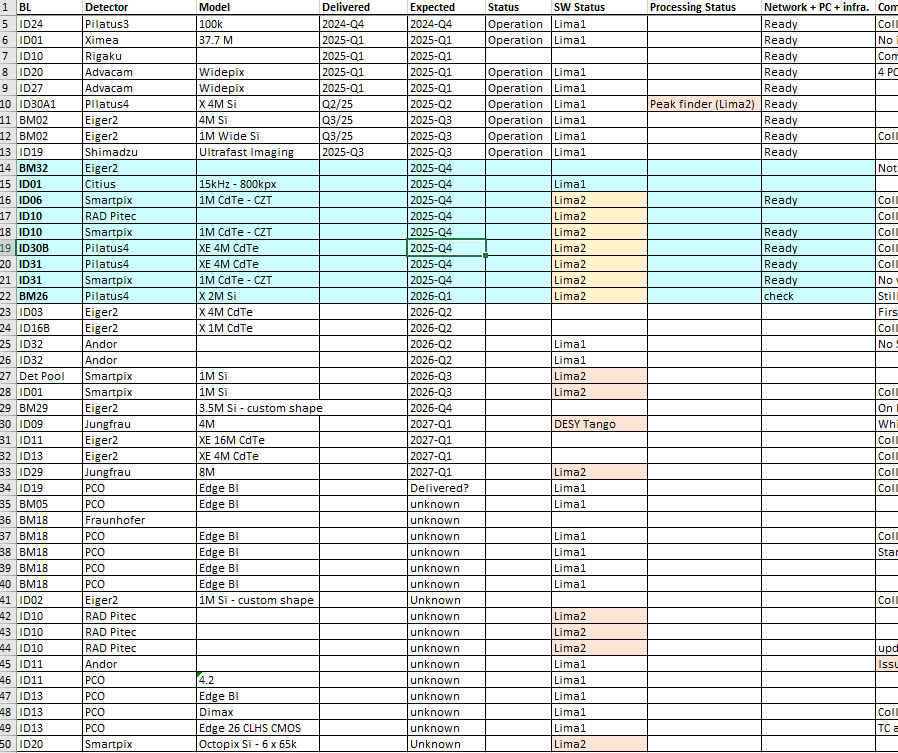 1 BL Detector Model Delivered Expected Status SW Status Processing Status Network + PC + infra. Com
5 ID24 Pilatus3 100k 2024-Q4 2024-Q4 Operation Lima1 Ready Coll
6 ID01 Ximea 37.7 M 2025-Q1 2025-Q1 Operation Lima1 Ready No i
7 ID10 Rigaku 2025-Q1 2025-Q1 Ready Com
8 ID20 Advacam Widepix 2025-Q1 2025-Q1 Operation Lima1 Ready 4 PC
9 ID27 Advacam Widepix 2025-Q1 2025-Q1 Operation Lima1 Ready
10 ID30A1 PIlatus4 X 4M Si Q2/25 2025-Q2 Operation Lima1 Peak finder (Lima2) Ready
11 BM02 Eiger2 4M Si Q3/25 2025-Q3 Operation Lima1 Ready
12 BM02 Eiger2 1M Wide Si Q3/25 2025-Q3 Operation Lima1 Ready Coll
13 ID19 Shimadzu Ultrafast Imaging 2025-Q3 2025-Q3 Operation Lima1 Ready
14 BM32 Eiger2 2025-Q4 Not
15 ID01 Citius 15kHz - 800kpx 2025-Q4 Lima1
16 ID06 Smartpix 1M CdTe - CZT 2025-Q4 Lima2 Ready Coll
17 ID10 RAD Pitec 2025-Q4 Lima2 Coll
18 ID10 Smartpix 1M CdTe - CZT 2025-Q4 Lima2 Ready Coll
19 ID30B Pilatus4 XE 4M CdTe 2025-Q4 Lima2 Ready Coll
20 ID31 Pilatus4 XE 4M CdTe 2025-Q4 Lima2 Ready Coll
21 ID31 Smartpix 1M CdTe - CZT 2025-Q4 Lima2 Ready No v
22 BM26 Pilatus4 X 2M Si 2026-Q1 Lima2 check Still
23 ID03 Eiger2 X 4M CdTe 2026-Q2 Firs
24 ID16B Eiger2 X 1M CdTe 2026-Q2 Coll
25 ID32 Andor 2026-Q2 Lima1 No S
26 ID32 Andor 2026-Q2 Lima1
27 Det Pool Smartpix 1M Si 2026-Q3 Lima2
28 ID01 Smartpix 1M Si 2026-Q3 Lima2 Coll
29 BM29 Eiger2 3.5M Si - custom shape 2026-Q4 On
30 ID09 Jungfrau 4M 2027-Q1 DESY Tango Whi
31 ID11 Eiger2 XE 16M CdTe 2027-Q1 Coll
32 ID13 Eiger2 XE 4M CdTe 2027-Q1 Coll
33 ID29 Jungfrau 8M 2027-Q1 Lima2 Coll
34 ID19 PCO Edge BI Delivered? Lima1 Coll
35 BM05 PCO Edge BI unknown Lima1
36 BM18 Fraunhofer unknown
37 BM18 PCO Edge BI unknown Lima1 Coll
38 BM18 PCO Edge BI unknown Lima1 Star
39 BM18 PCO Edge BI unknown Lima1
40 BM18 PCO Edge BI unknown Lima1
41 ID02 Eiger2 1M Si - custom shape Unknown Coll
42 ID10 RAD Pitec unknown Lima2
43 ID10 RAD Pitec unknown Lima2
44 ID10 RAD Pitec unknown Lima2 upd
45 ID11 Andor unknown Lima1 Issu
46 ID11 PCO 4.2 unknown Lima1
47 ID13 PCO Edge BI unknown Lima1
48 ID13 PCO Dimax unknown Lima1 Coll
49 ID13 PCO Edge 26 CLHS CMOS unknown Lima1 TC a
50 ID20 Smartpix Octopix Si - 6 x 65k Unknown Lima2